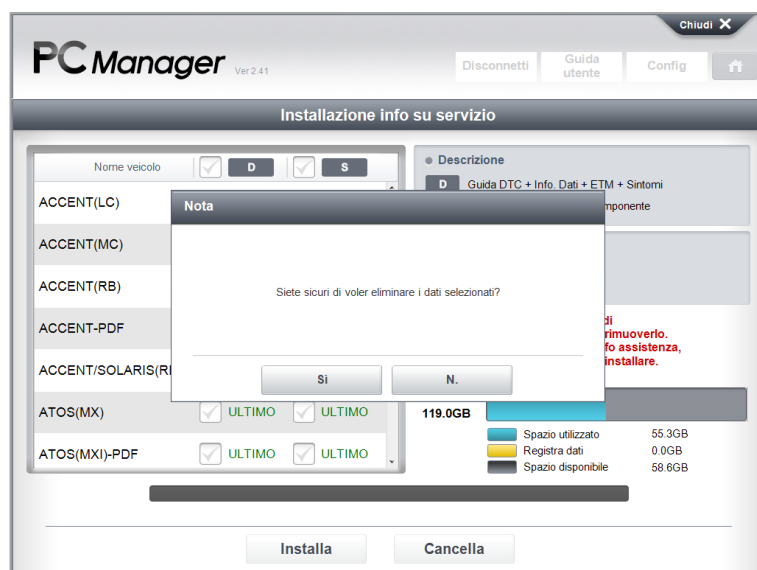 Chiudi
PC Manager Ver 2.41
Disconnetti
Guida
utente
Config
Installazione info su servizio
Nome veicolo D S
ACCENT(LC)
ACCENT(MC)
ACCENT(RB)
ACCENT-PDF
ACCENT/SOLARIS(R
ATOS(MX) ULTIMO ULTIMO
ATOS(MXI)-PDF ULTIMO ULTIMO
Descrizione
D Guida DTC + Info. Dati + ETM + Sintomi
mponente
Nota
Siete sicuri di voler eliminare i dati selezionati?
Sì N.
di
rimuoverlo.
fo assistenza,
installare.
119.0GB
Spazio utilizzato 55.3GB
Registra dati 0.0GB
Spazio disponibile 58.6GB
Installa Cancella